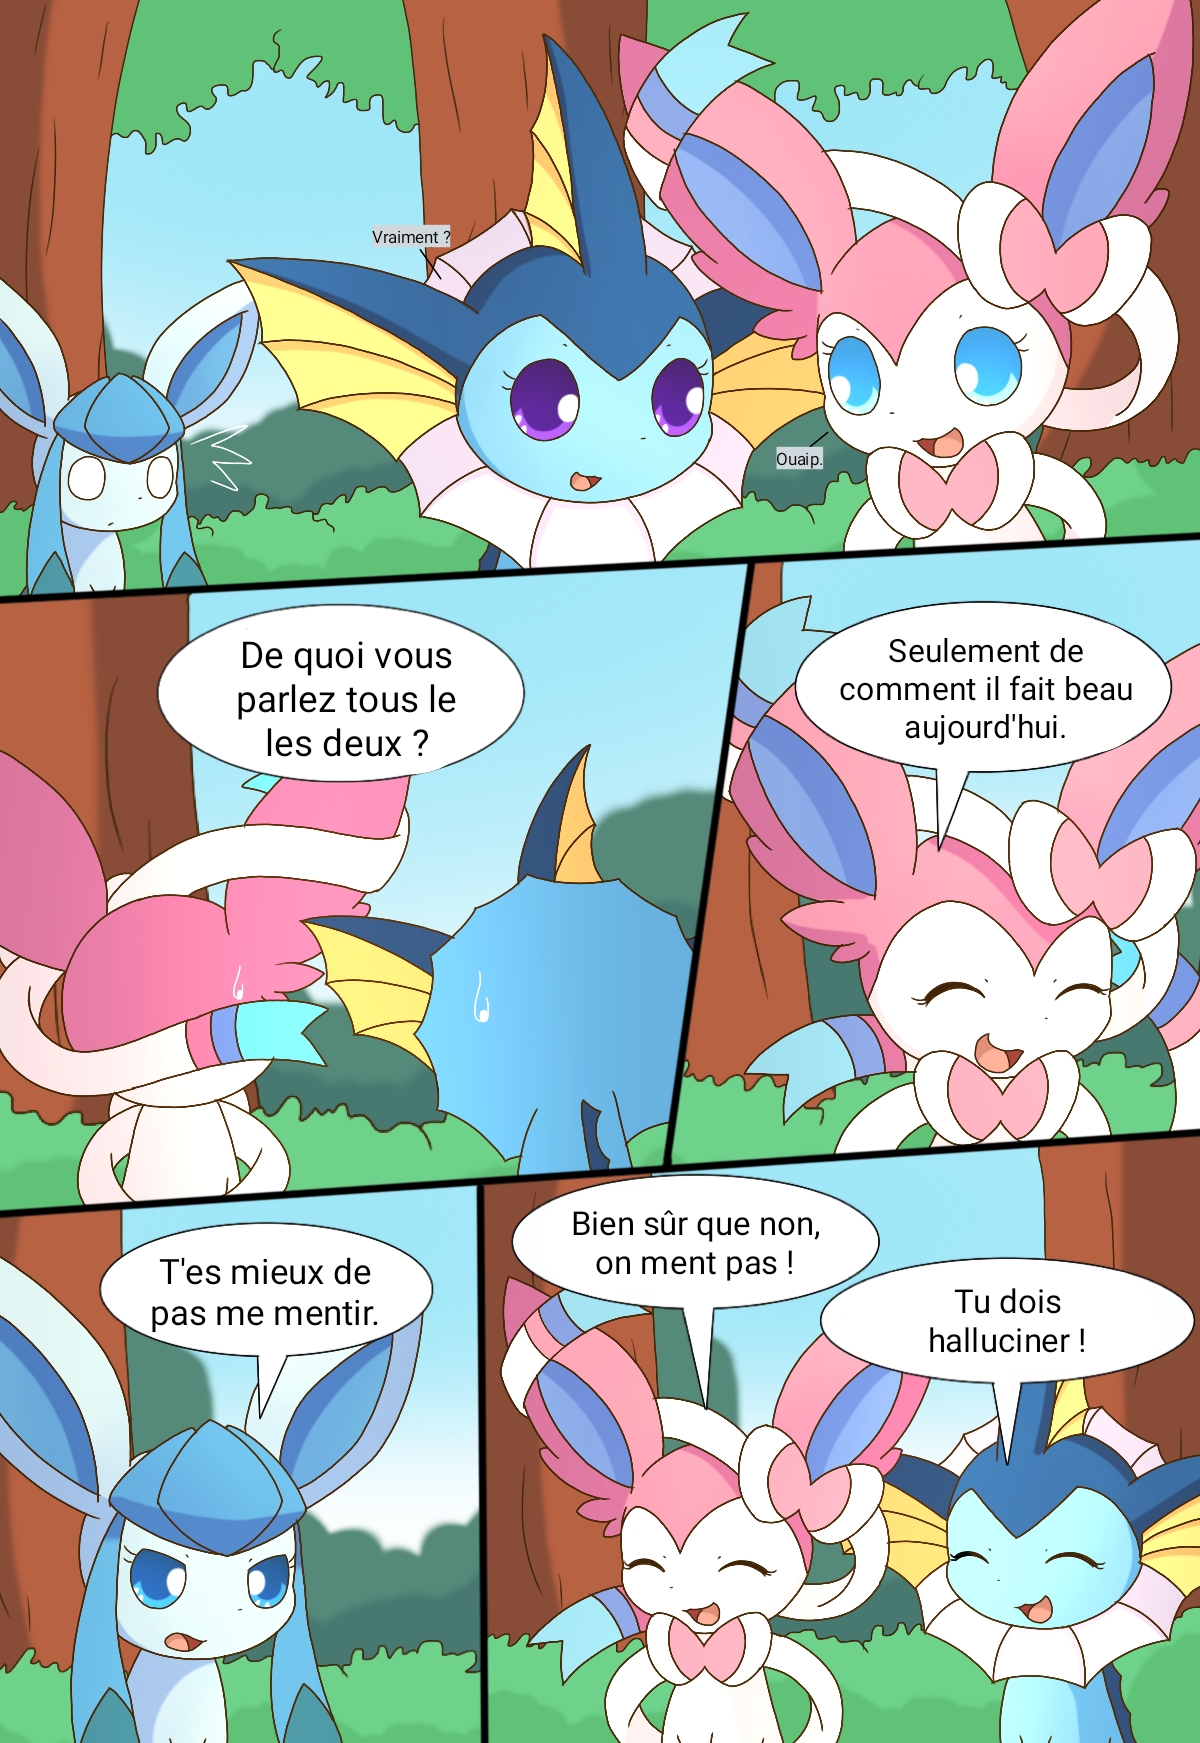 Vraiment ?
Ouaip.
De quoi vous
parlez tous le
les deux ?
Seulement de
comment il fait beau
aujourd'hui.
T'es mieux de
pas me mentir.
Bien sûr que non,
on ment pas !
Tu dois
halluciner !